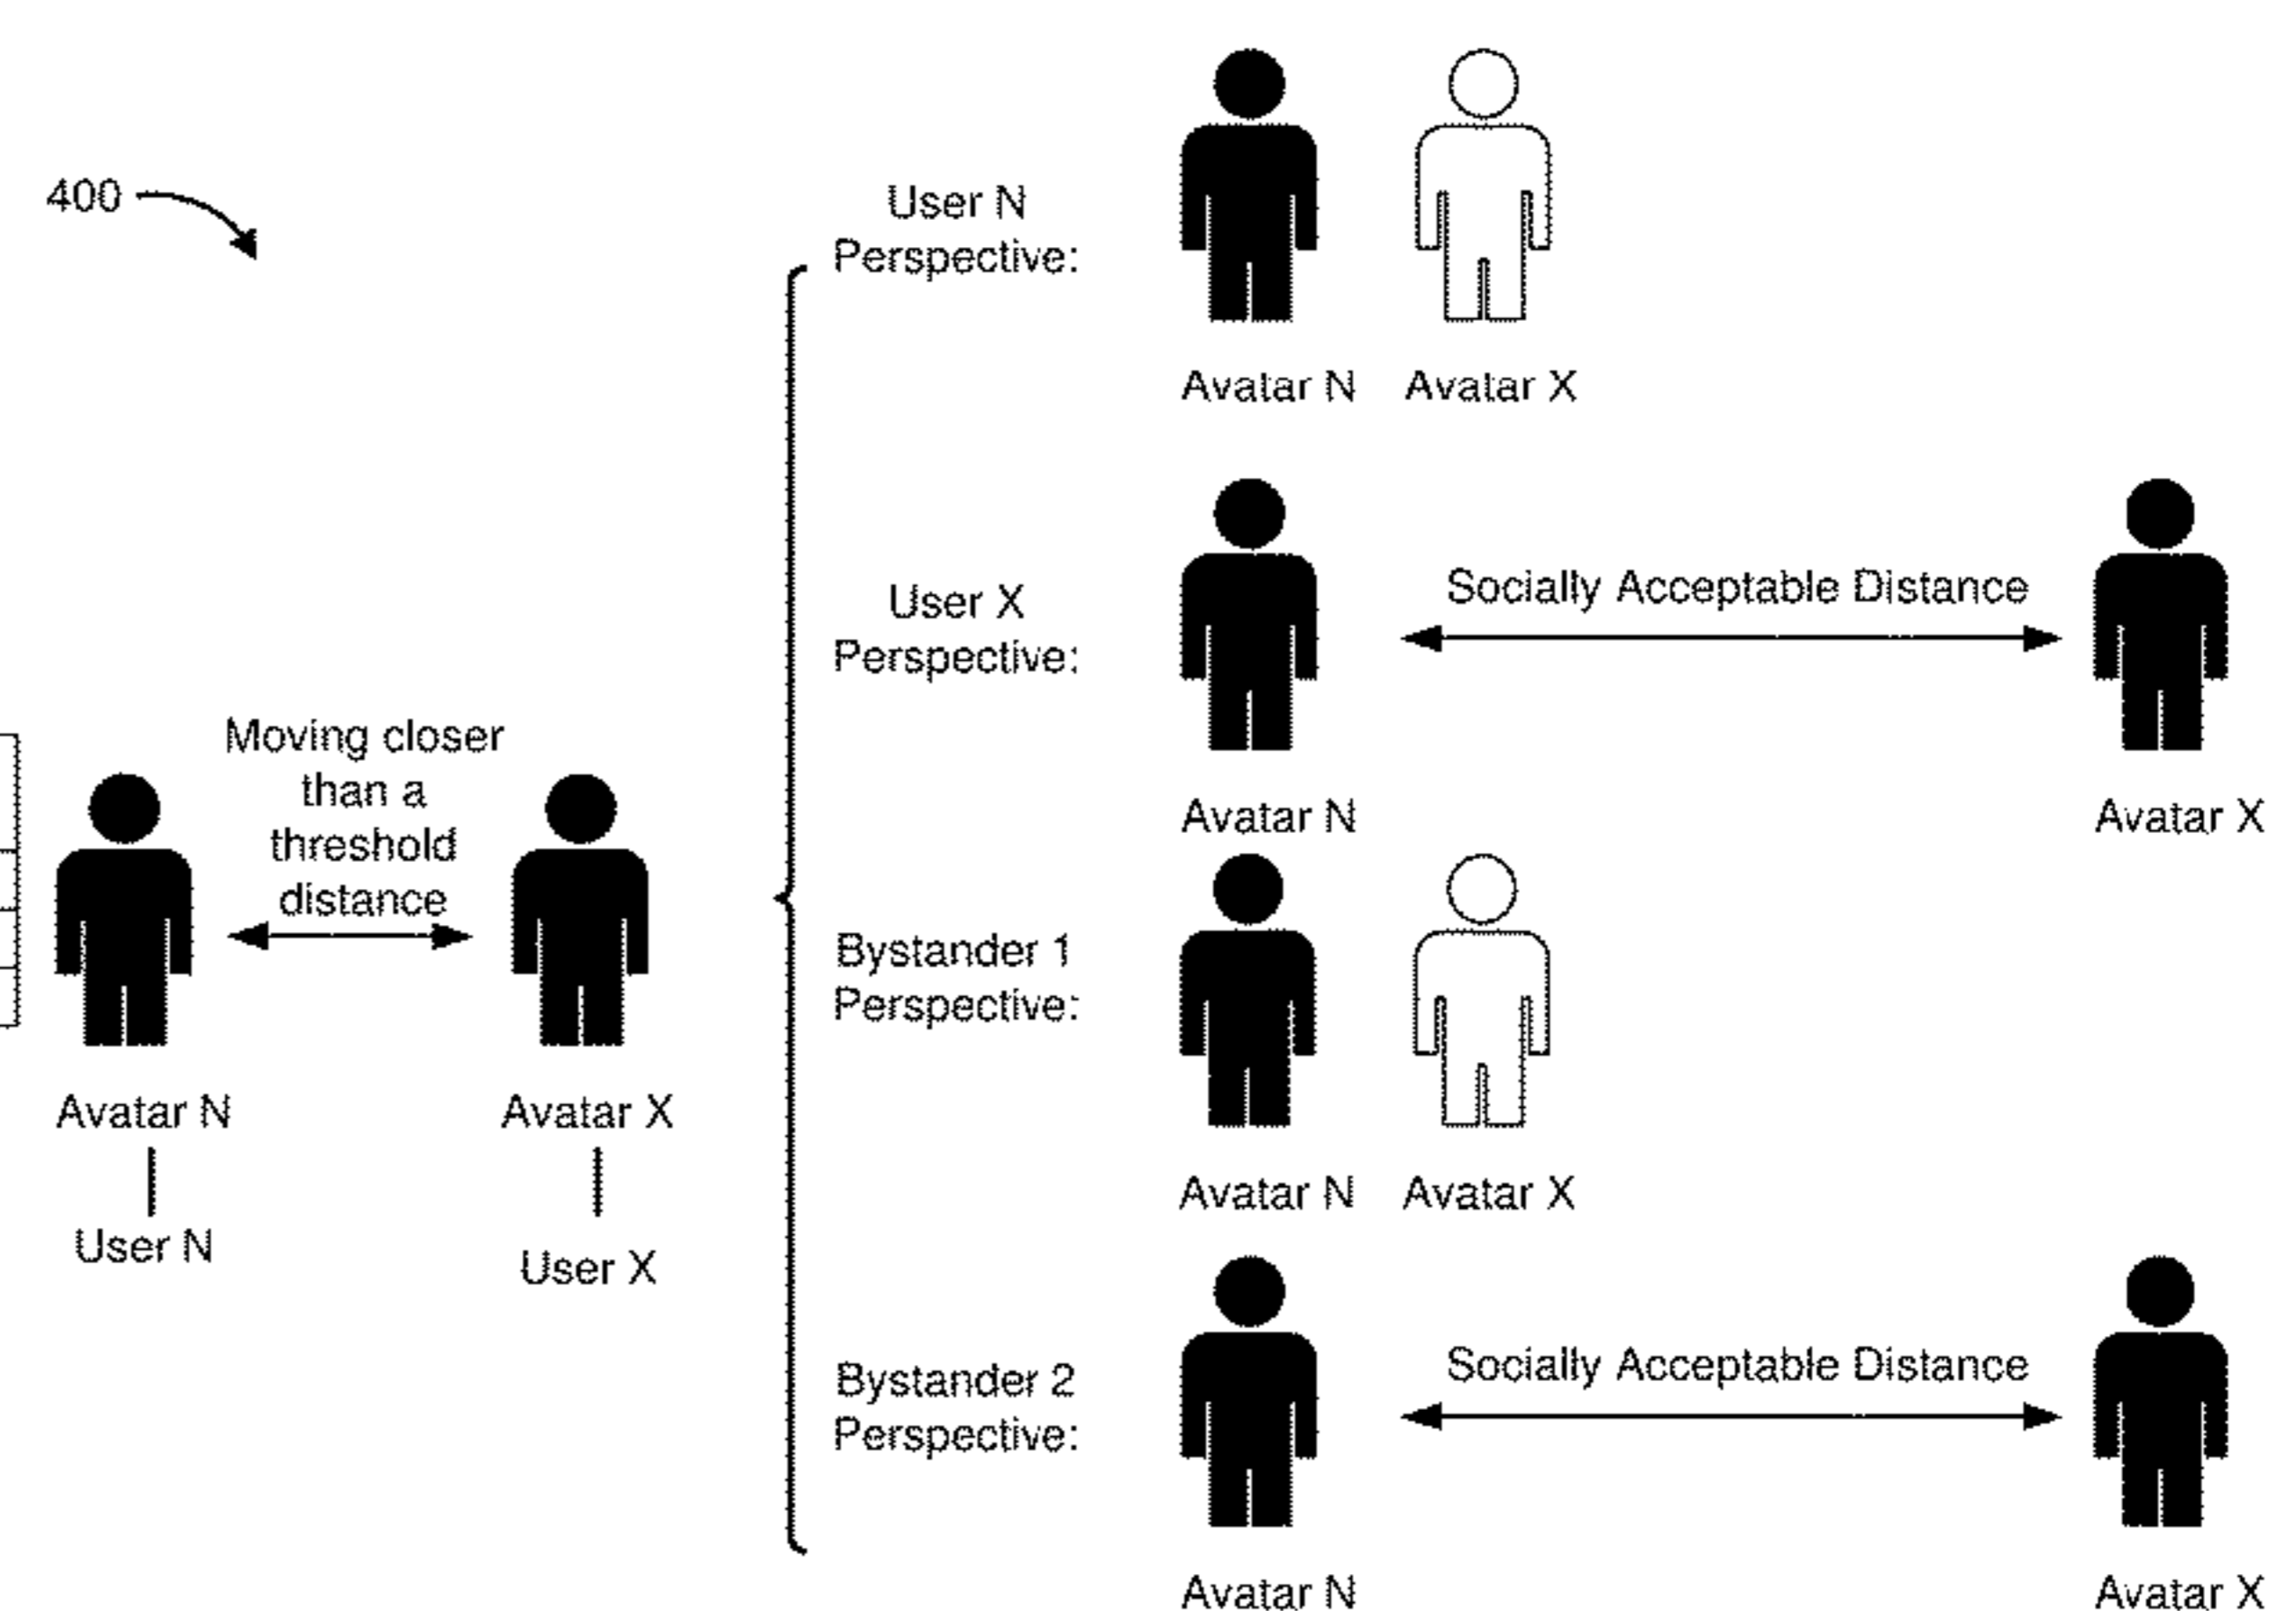 400
Moving closer
than a
threshold
distance
Avatar N
Avatar X
User N
User X
User N
Perspective:
Avatar N
Avatar X
User X
Perspective:
Socially Acceptable Distance
Avatar N
Avatar X
Bystander 1
Perspective:
Avatar N
Avatar X
Bystander 2
Perspective:
Socially Acceptable Distance
Avatar N
Avatar X